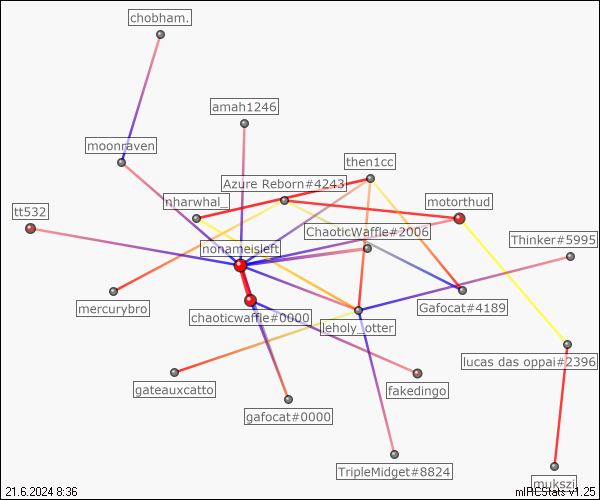 chobham.
amah1246
moonraven
then1cc
Azure Reborn#4243
nharwhal_
motorthud
tt532
ChaoticWaffle#2006
Thinker#5995
nonameisleft
mercurybro
Gafocat#4189
chaoticwaffle#0000
leholy_otter
lucas das oppai#2396
gateauxcatto
fakedingo
gafocat#0000
TripleMidget#8824
mukszi
21.6.2024 8:36
mIRCStats v1.25